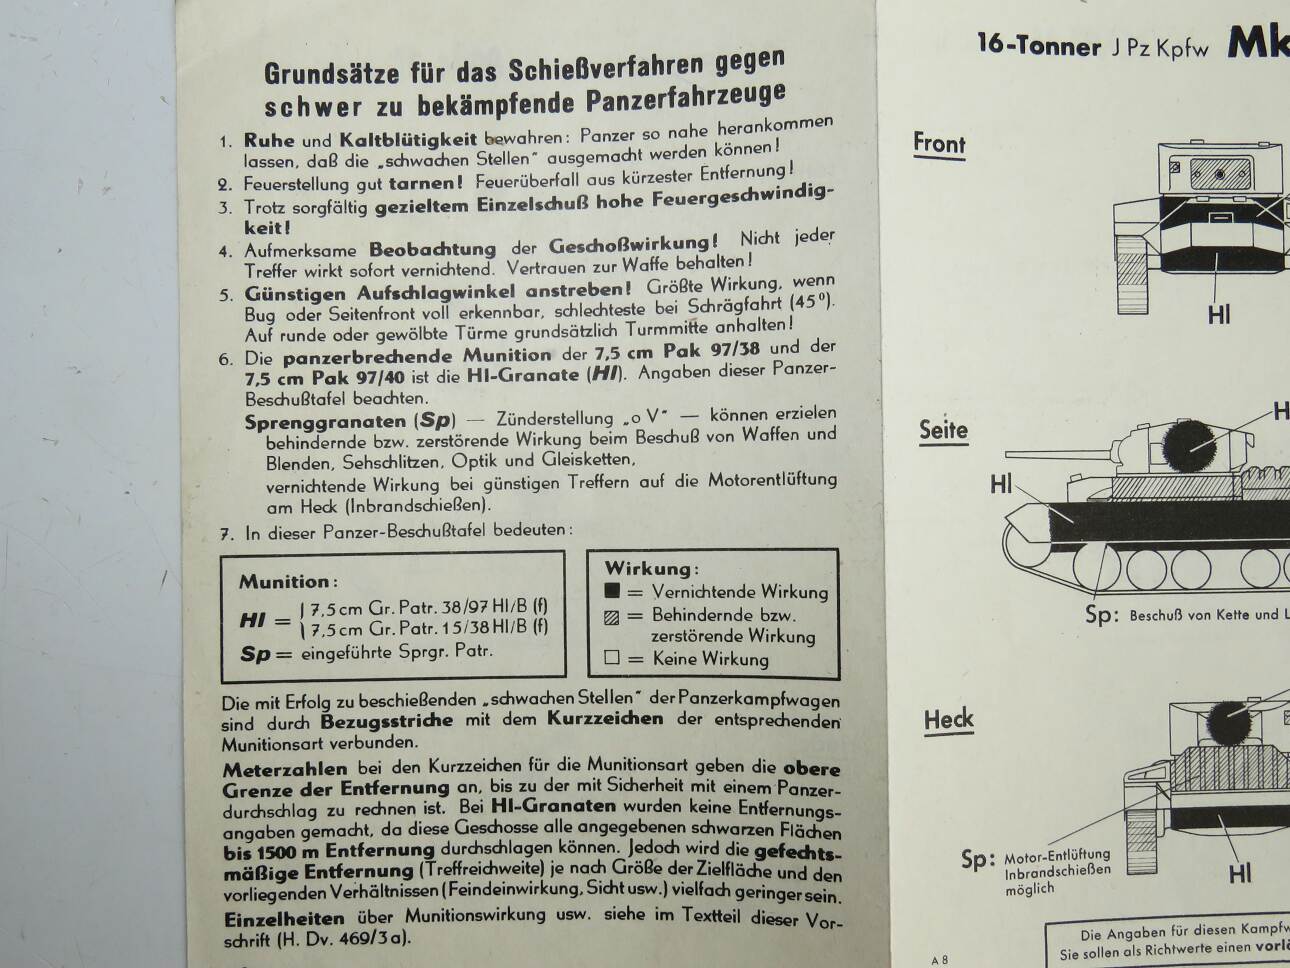 Grundsätze für das Schießverfahren gegen
schwer zu bekämpfende Panzerfahrzeuge
1. Ruhe und Kaltblütigkeit bewahren: Panzer so nahe herankommen
lassen, daß die „schwachen Stellen" ausgemacht werden können!
2. Feuerstellung gut tarnen! Feuerüberfall aus kürzester Entfernung!
3. Trotz sorgfältig gezieltem Einzelschuß hohe Feuergeschwindig-
keit!
4. Aufmerksame Beobachtung der Geschoßwirkung! Nicht jeder
Treffer wirkt sofort vernichtend. Vertrauen zur Waffe behalten!
5. Günstigen Aufschlagwinkel anstreben! Größte Wirkung, wenn
Bug oder Seitenfront voll erkennbar, schlechteste bei Schrägfahrt (45°).
Auf runde oder gewölbte Türme grundsätzlich Turmmitte anhalten!
6. Die panzerbrechende Munition der 7,5 cm Pak 97/38 und der
7,5 cm Pak 97/40 ist die Hl-Granate (Hl). Angaben dieser Panzer-
Beschußtafel beachten.
Sprenggranaten (Sp) — Zünderstellung „o V" — können erzielen
behindernde bzw. zerstörende Wirkung beim Beschuß von Waffen und
Blenden, Sehschlitzen, Optik und Gleisketten,
vernichtende Wirkung bei günstigen Treffern auf die Motorentlüftung
am Heck (Inbrandschießen).
7. In dieser Panzer-Beschußtafel bedeuten:
Munition:
Hl = { 7,5 cm Gr. Patr. 38/97 Hl/B (f)
{ 7,5 cm Gr. Patr. 15/38 Hl/B (f)
Sp = eingeführte Sprgr. Patr.
Wirkung:
■ = Vernichtende Wirkung
▨ = Behindernde bzw.
zerstörende Wirkung
□ = Keine Wirkung
Die mit Erfolg zu beschießenden „schwachen Stellen" der Panzerkampfwagen
sind durch Bezugsstriche mit dem Kurzzeichen der entsprechenden
Munitionsart verbunden.
Meterzahlen bei den Kurzzeichen für die Munitionsart geben die obere
Grenze der Entfernung an, bis zu der mit Sicherheit mit einem Panzer-
durchschlag zu rechnen ist. Bei Hl-Granaten wurden keine Entfernungs-
angaben gemacht, da diese Geschosse alle angegebenen schwarzen Flächen
bis 1500 m Entfernung durchschlagen können. Jedoch wird die gefechts-
mäßige Entfernung (Treffreichweite) je nach Größe der Zielfläche und den
vorliegenden Verhältnissen (Feindeinwirkung, Sicht usw.) vielfach geringer sein.
Einzelheiten über Munitionswirkung usw. siehe im Textteil dieser Vor-
schrift (H. Dv. 469/3 a).
16-Tonner J Pz Kpfw Mk
Front
Hl
Seite
H
Hl
Sp: Beschuß von Kette und L
Heck
Sp: Motor-Entlüftung
Inbrandschießen
möglich
Hl
Die Angaben für diesen Kampfw
Sie sollen als Richtwerte einen vorlä
A 8